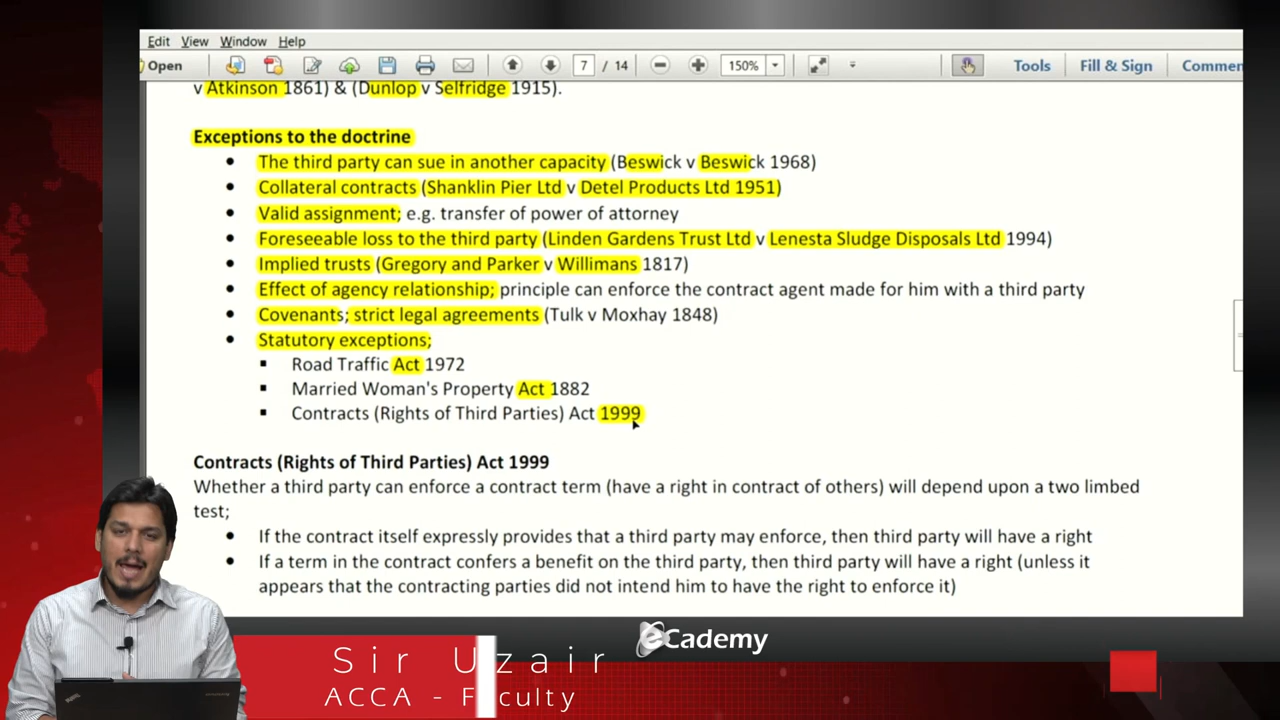 Edit View Window Help
Open 7 / 14 150% Tools Fill & Sign Commen
v Atkinson 1861) & (Dunlop v Selfridge 1915).
Exceptions to the doctrine
• The third party can sue in another capacity (Beswick v Beswick 1968)
• Collateral contracts (Shanklin Pier Ltd v Detel Products Ltd 1951)
• Valid assignment; e.g. transfer of power of attorney
• Foreseeable loss to the third party (Linden Gardens Trust Ltd v Lenesta Sludge Disposals Ltd 1994)
• Implied trusts (Gregory and Parker v Willimans 1817)
• Effect of agency relationship; principle can enforce the contract agent made for him with a third party
• Covenants; strict legal agreements (Tulk v Moxhay 1848)
• Statutory exceptions;
▪ Road Traffic Act 1972
▪ Married Woman's Property Act 1882
▪ Contracts (Rights of Third Parties) Act 1999
Contracts (Rights of Third Parties) Act 1999
Whether a third party can enforce a contract term (have a right in contract of others) will depend upon a two limbed
test;
• If the contract itself expressly provides that a third party may enforce, then third party will have a right
• If a term in the contract confers a benefit on the third party, then third party will have a right (unless it
appears that the contracting parties did not intend him to have the right to enforce it)
eCademy
Sir Uzair
ACCA - Faculty